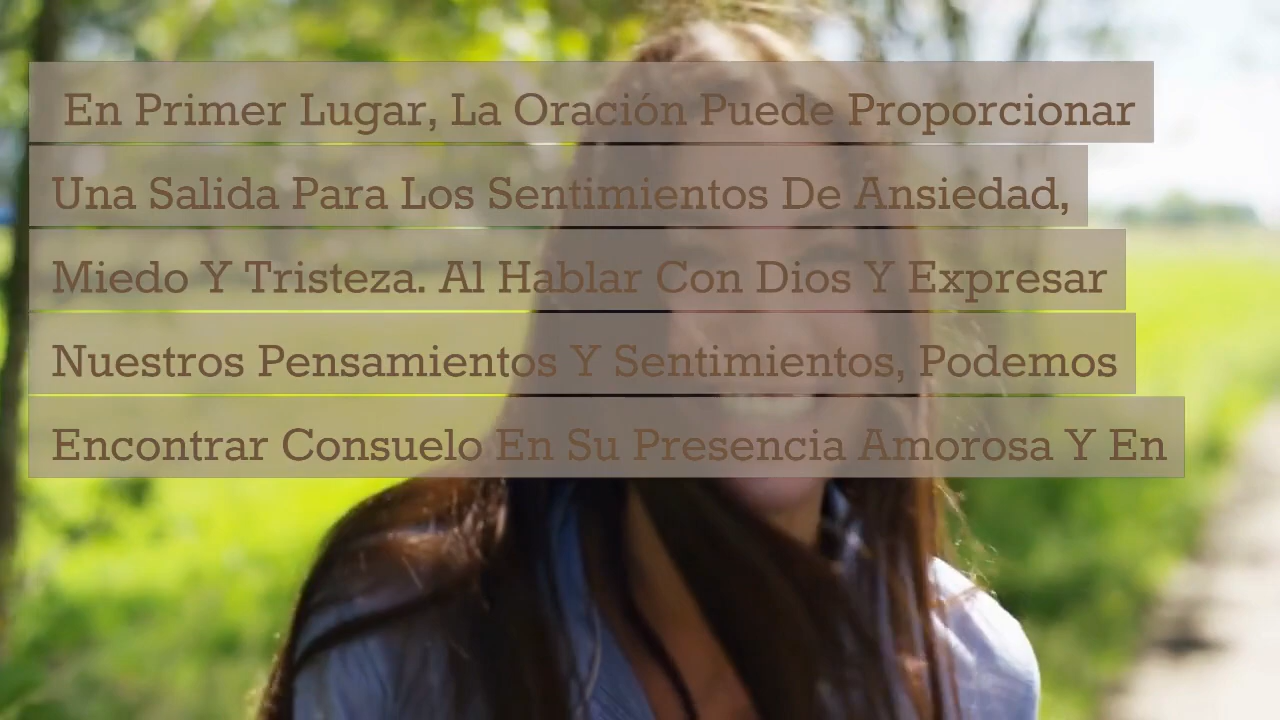 En Primer Lugar, La Oración Puede Proporcionar
Una Salida Para Los Sentimientos De Ansiedad,
Miedo Y Tristeza. Al Hablar Con Dios Y Expresar
Nuestros Pensamientos Y Sentimientos, Podemos
Encontrar Consuelo En Su Presencia Amorosa Y En